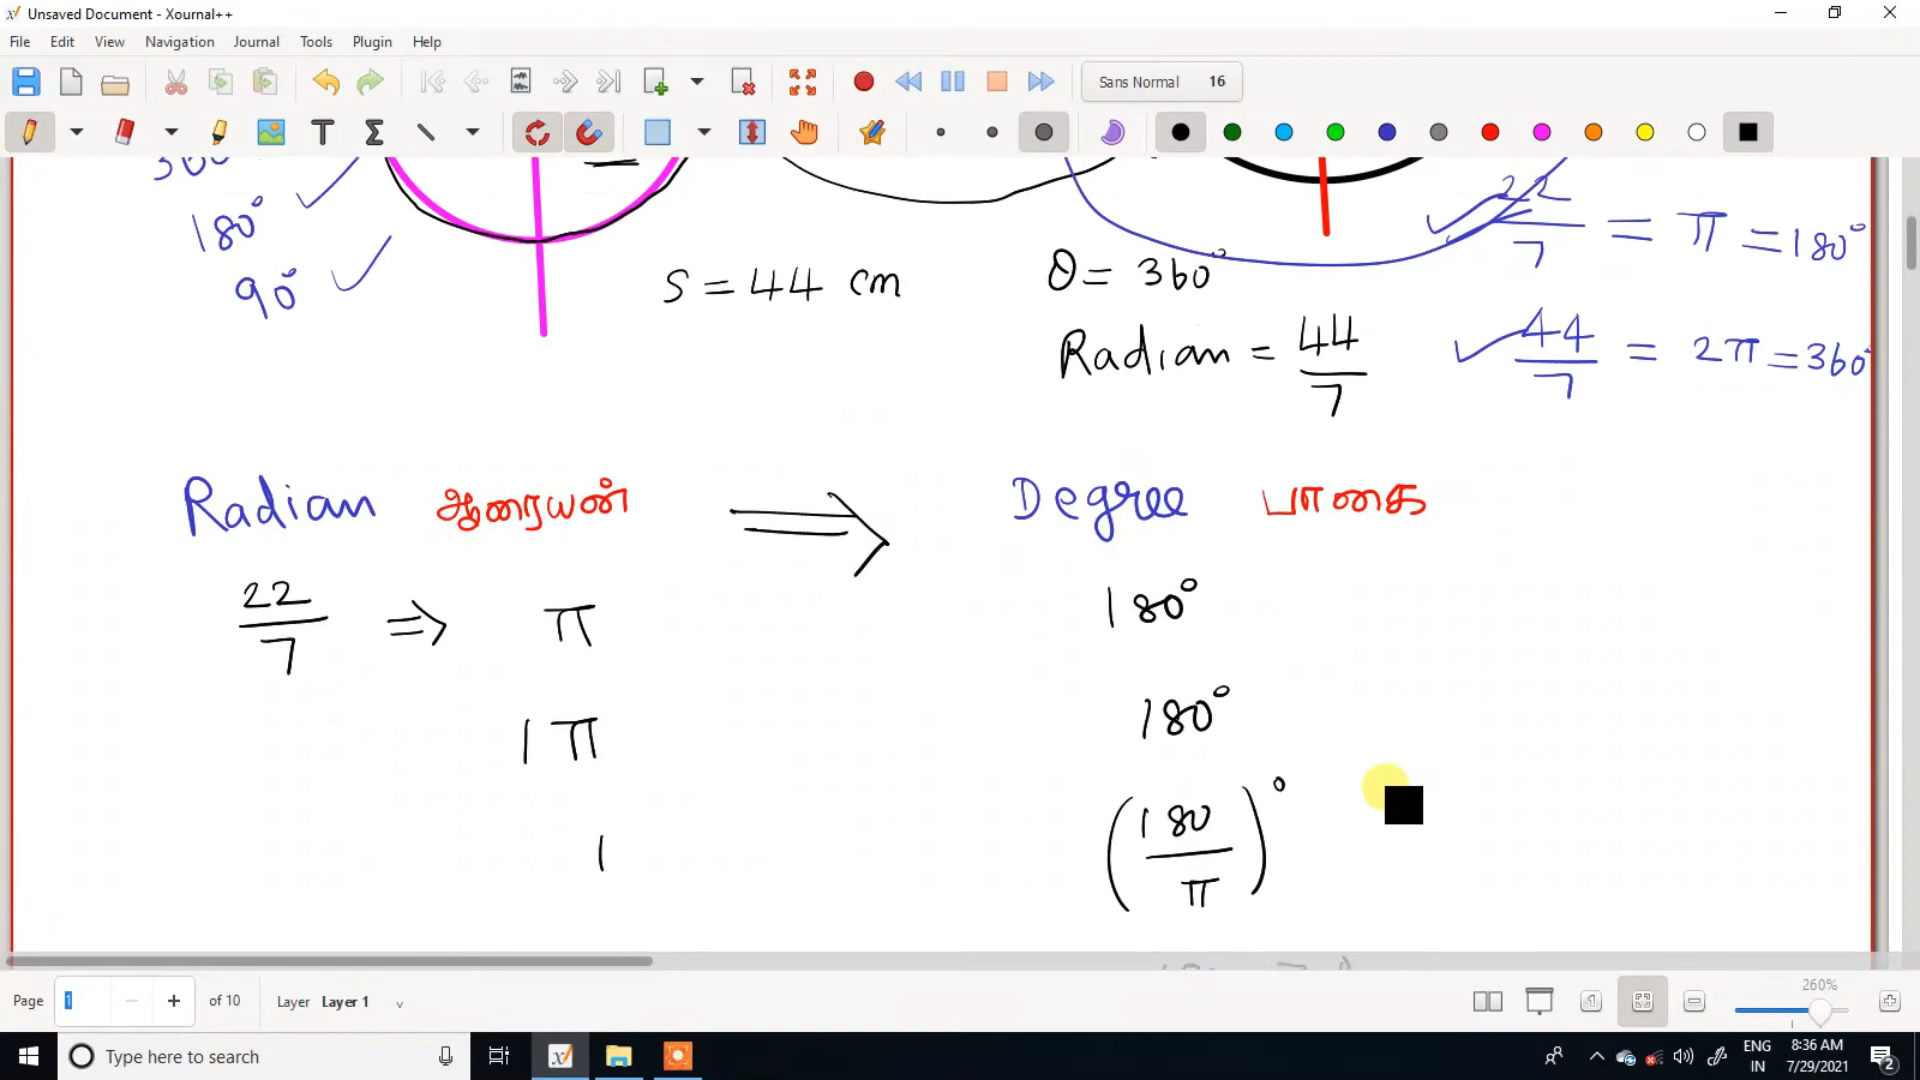 Unsaved Document - Xournal++
File Edit View Navigation Journal Tools Plugin Help
Sans Normal 16
360
180°
90°
S = 44 cm
θ = 360°
22/7 = π = 180°
Radian = 44/7
44/7 = 2π = 360°
Radian ஆரையன் ⇒ Degree பாகை
22/7 ⇒ π 180°
1π 180°
1 (180/π)°
Page 1 of 10 Layer Layer 1
260%
Type here to search
ENG 8:36 AM
IN 7/29/2021
2